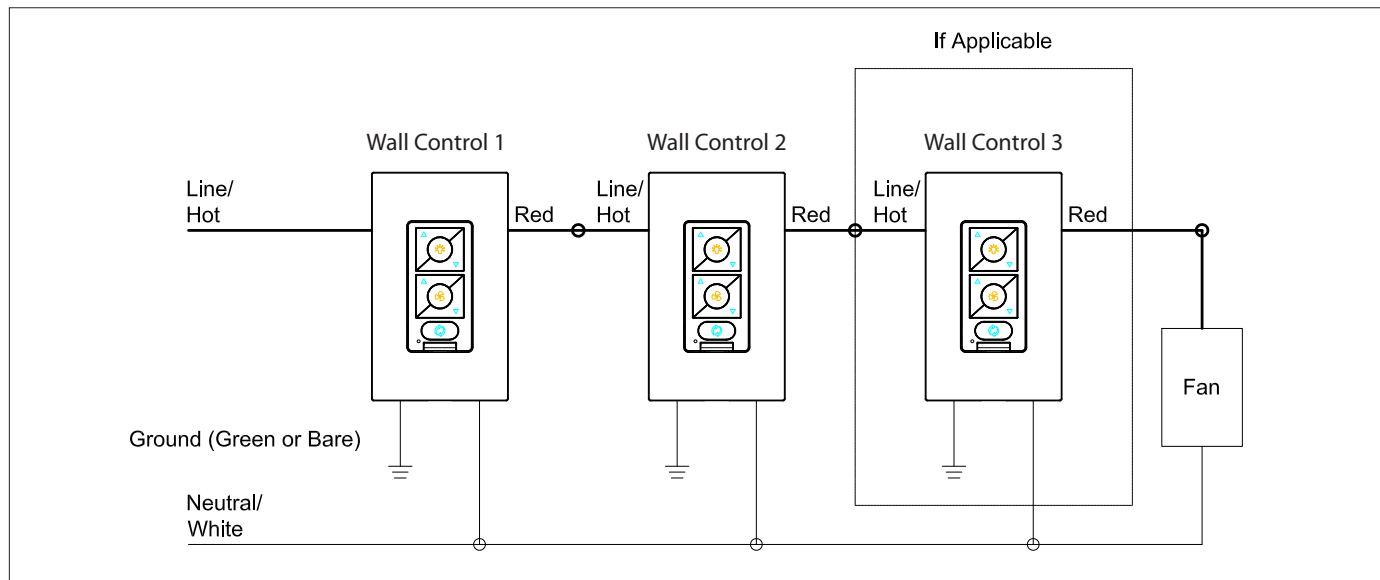 If Applicable
Wall Control 1
Wall Control 2
Wall Control 3
Line/
Hot
Red
Line/
Hot
Red
Line/
Hot
Red
Fan
Ground (Green or Bare)
Neutral/
White